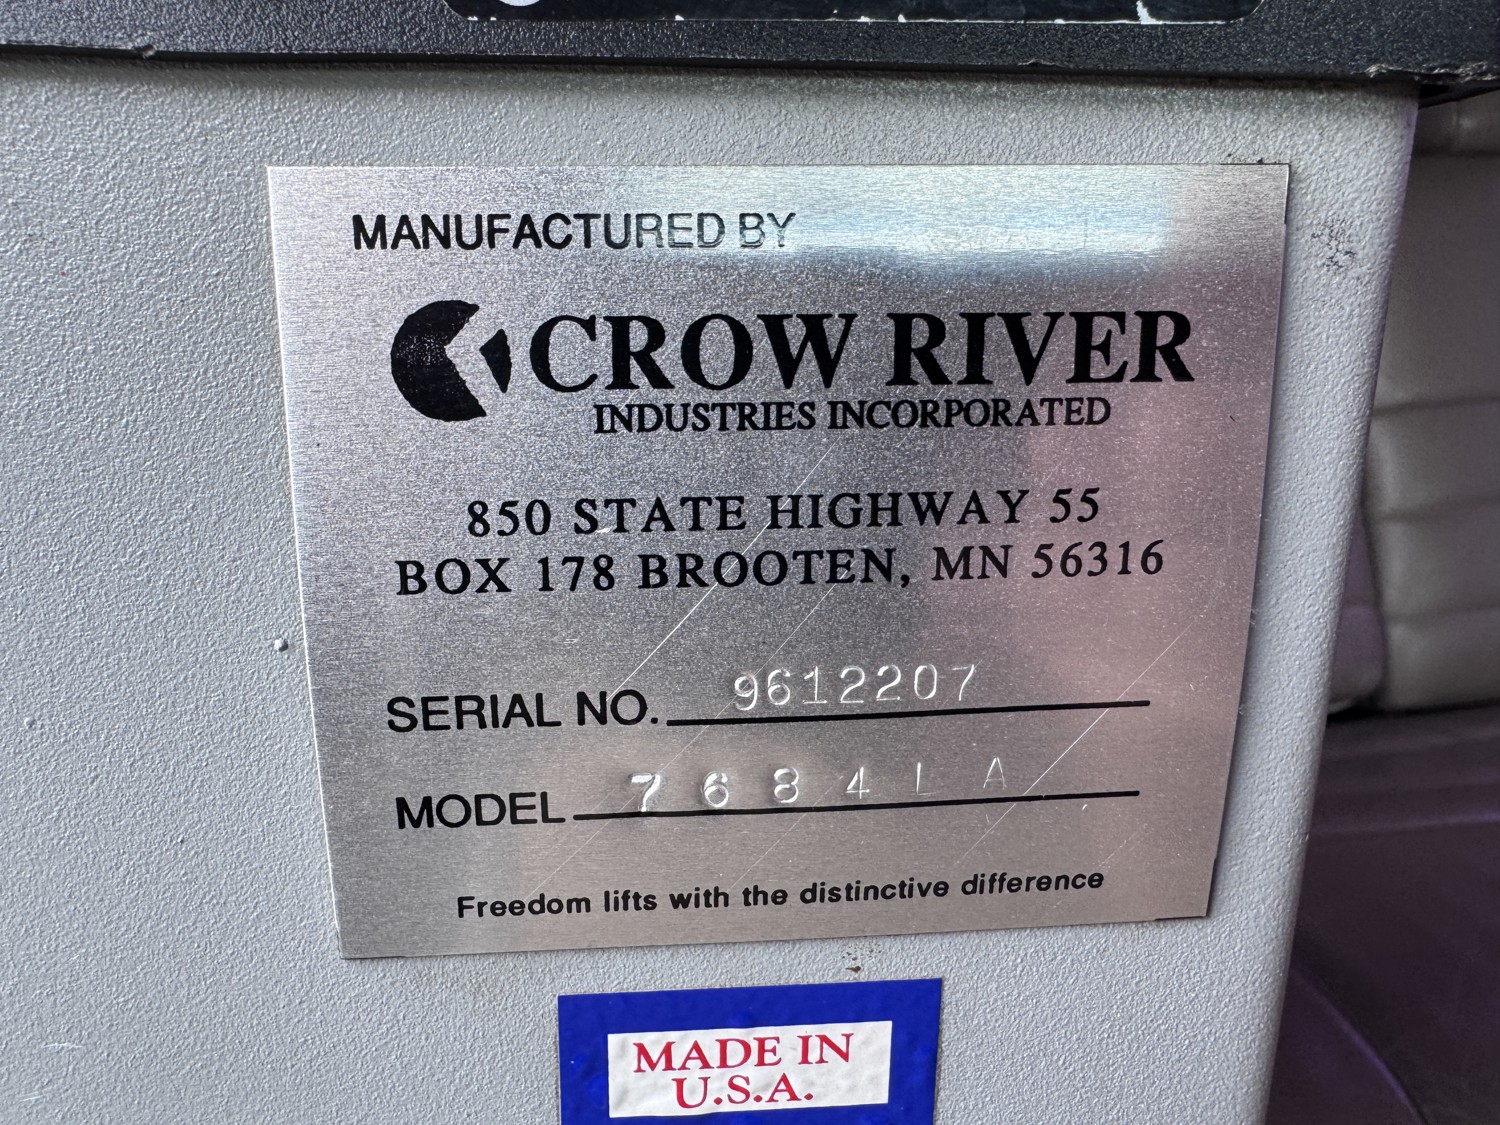 MANUFACTURED BY
CROW RIVER
INDUSTRIES INCORPORATED
850 STATE HIGHWAY 55
BOX 178 BROOTEN, MN 56316
SERIAL NO. 9612207
MODEL 7684LA
Freedom lifts with the distinctive difference
MADE IN
U.S.A.